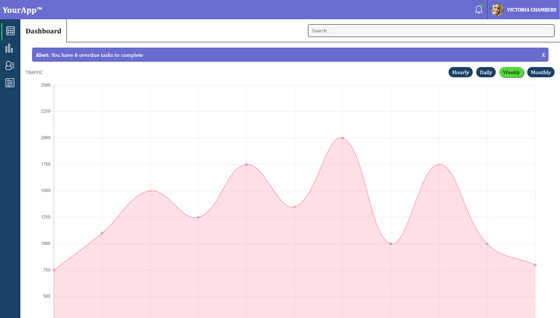 YourApp™
VICTORIA CHAMBERS
Dashboard
Search...
Alert: You have 6 overdue tasks to complete
X
TRAFFIC
Hourly
Daily
Weekly
Monthly
2500
2250
2000
1750
1500
1250
1000
750
500